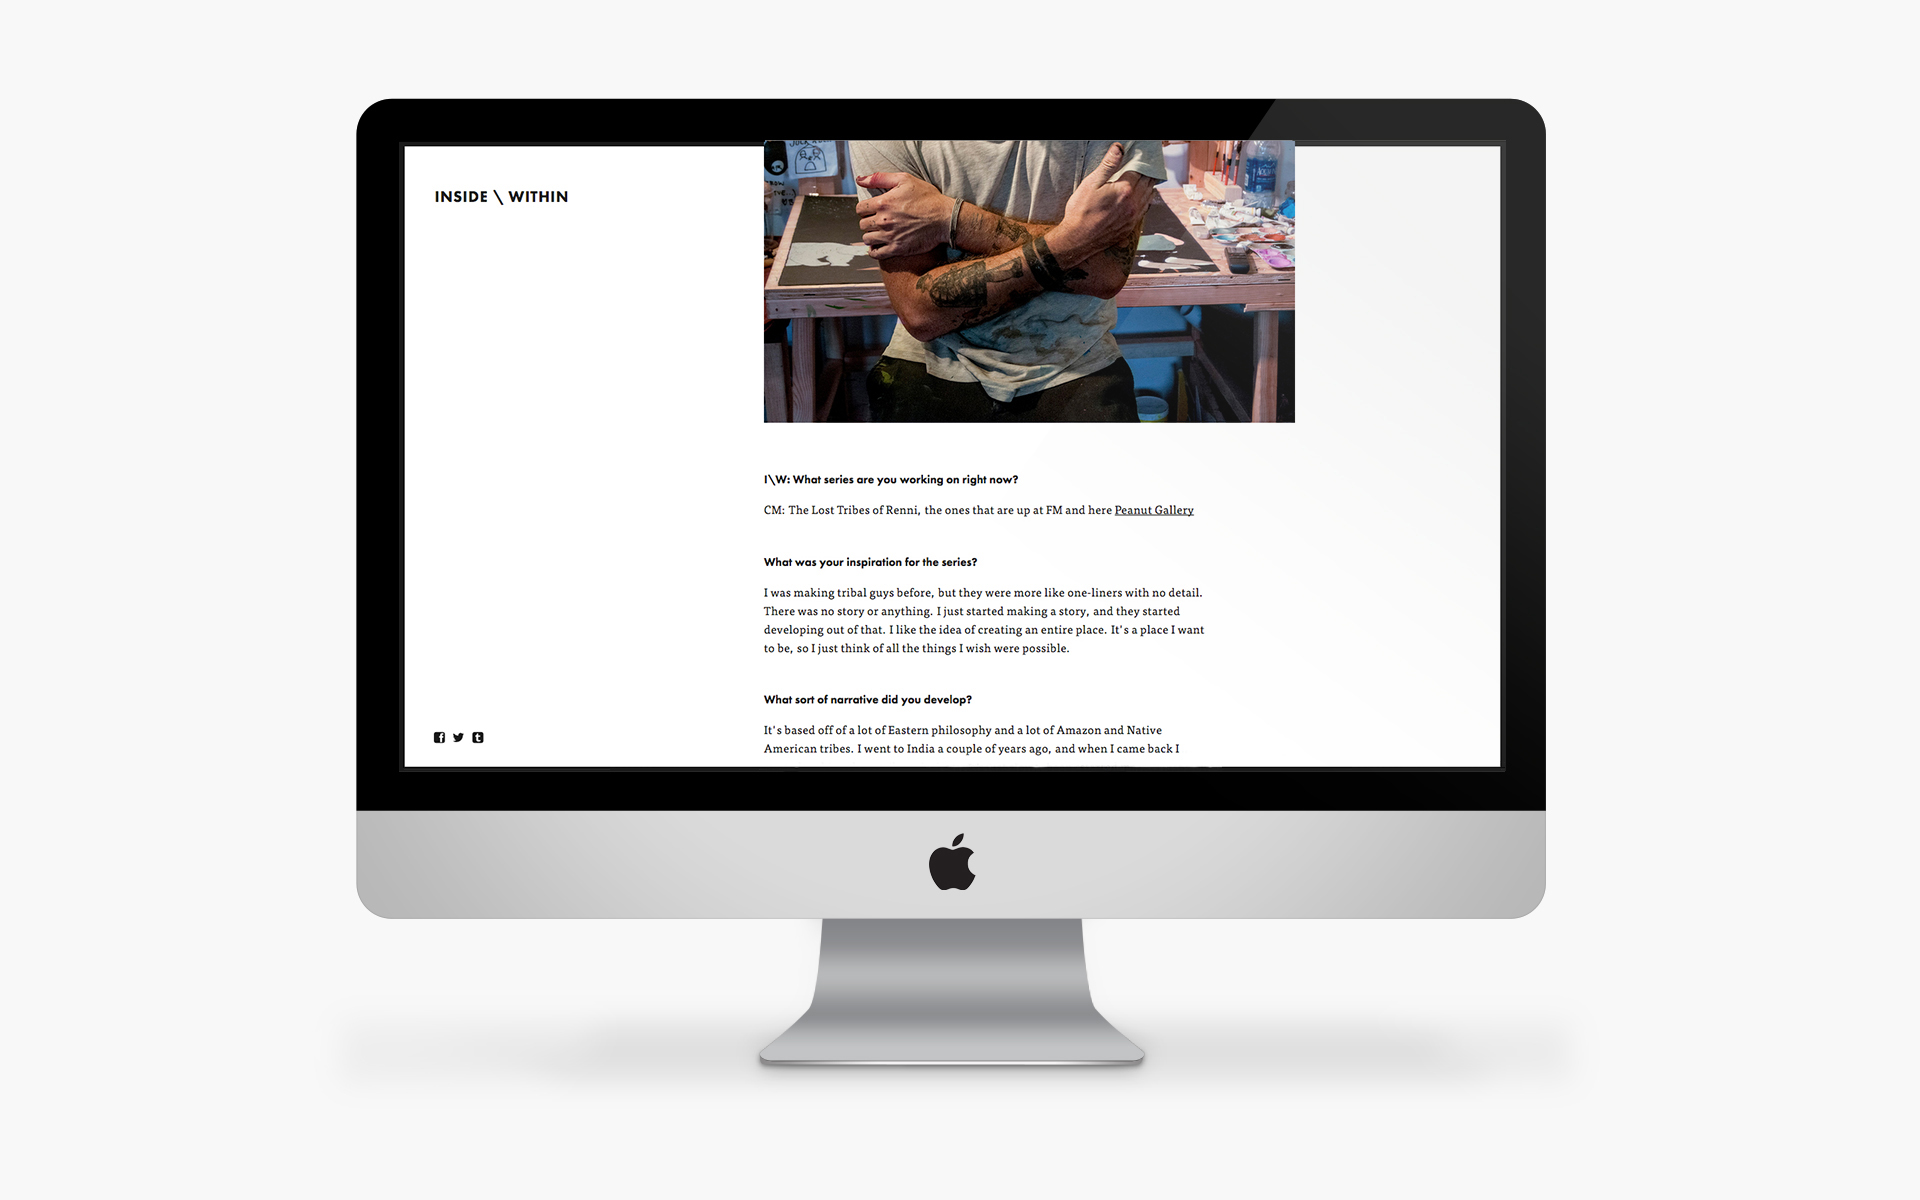 INSIDE \ WITHIN
I\W: What series are you working on right now?
CM: The Lost Tribes of Renni, the ones that are up at FM and here Peanut Gallery
What was your inspiration for the series?
I was making tribal guys before, but they were more like one-liners with no detail.
There was no story or anything. I just started making a story, and they started
developing out of that. I like the idea of creating an entire place. It's a place I want
to be, so I just think of all the things I wish were possible.
What sort of narrative did you develop?
It's based off of a lot of Eastern philosophy and a lot of Amazon and Native
American tribes. I went to India a couple of years ago, and when I came back I